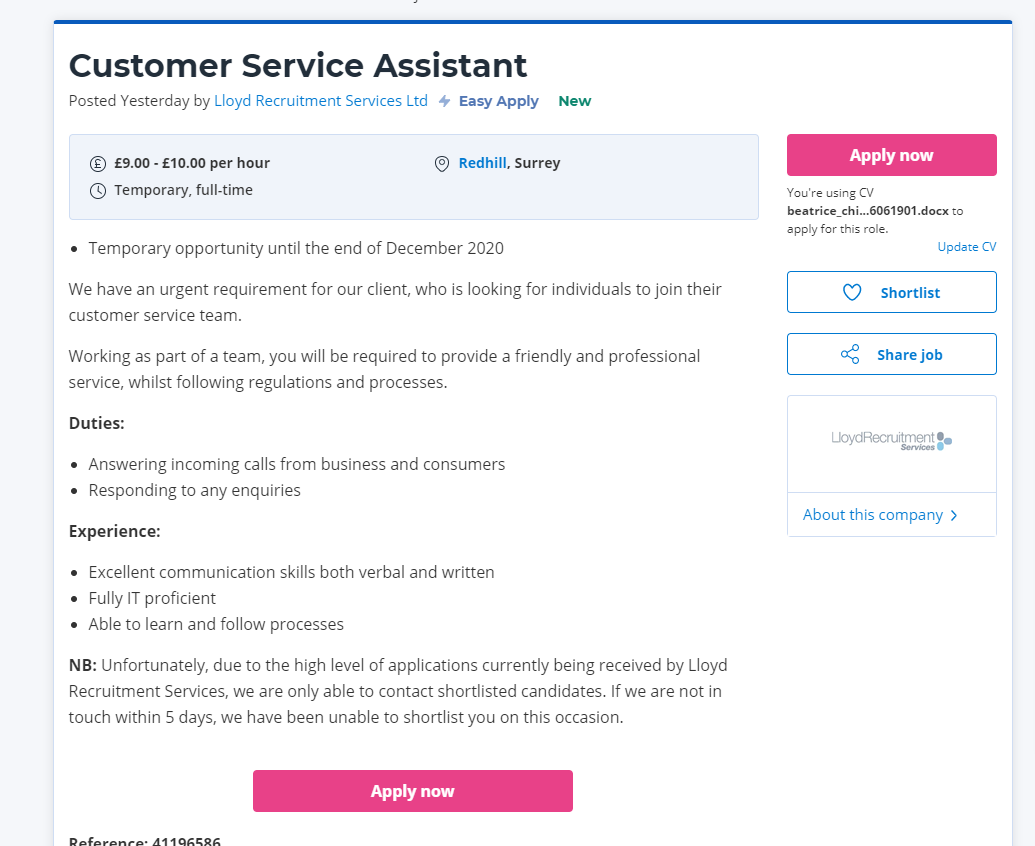 Customer Service Assistant
Posted Yesterday by Lloyd Recruitment Services Ltd Easy Apply New
£9.00 - £10.00 per hour
Redhill, Surrey
Temporary, full-time
Apply now
You're using CV
beatrice_chi...6061901.docx to
apply for this role.
Update CV
Shortlist
Share job
LloydRecruitment
Services
About this company
Temporary opportunity until the end of December 2020
We have an urgent requirement for our client, who is looking for individuals to join their
customer service team.
Working as part of a team, you will be required to provide a friendly and professional
service, whilst following regulations and processes.
Duties:
Answering incoming calls from business and consumers
Responding to any enquiries
Experience:
Excellent communication skills both verbal and written
Fully IT proficient
Able to learn and follow processes
NB: Unfortunately, due to the high level of applications currently being received by Lloyd
Recruitment Services, we are only able to contact shortlisted candidates. If we are not in
touch within 5 days, we have been unable to shortlist you on this occasion.
Apply now
Reference: 41196586